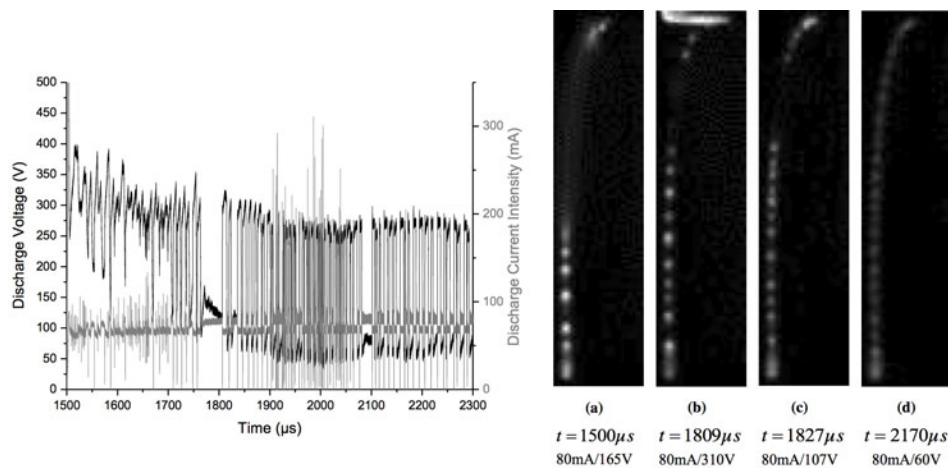 500
450
400
350
300
250
200
150
100
50
0
Discharge Voltage (V)
1500 1600 1700 1800 1900 2000 2100 2200 2300
Time (µs)
300
200
100
0
Discharge Current Intensity (mA)
(a) (b) (c) (d)
t = 1500µs t = 1809µs t = 1827µs t = 2170µs
80mA/165V 80mA/310V 80mA/107V 80mA/60V